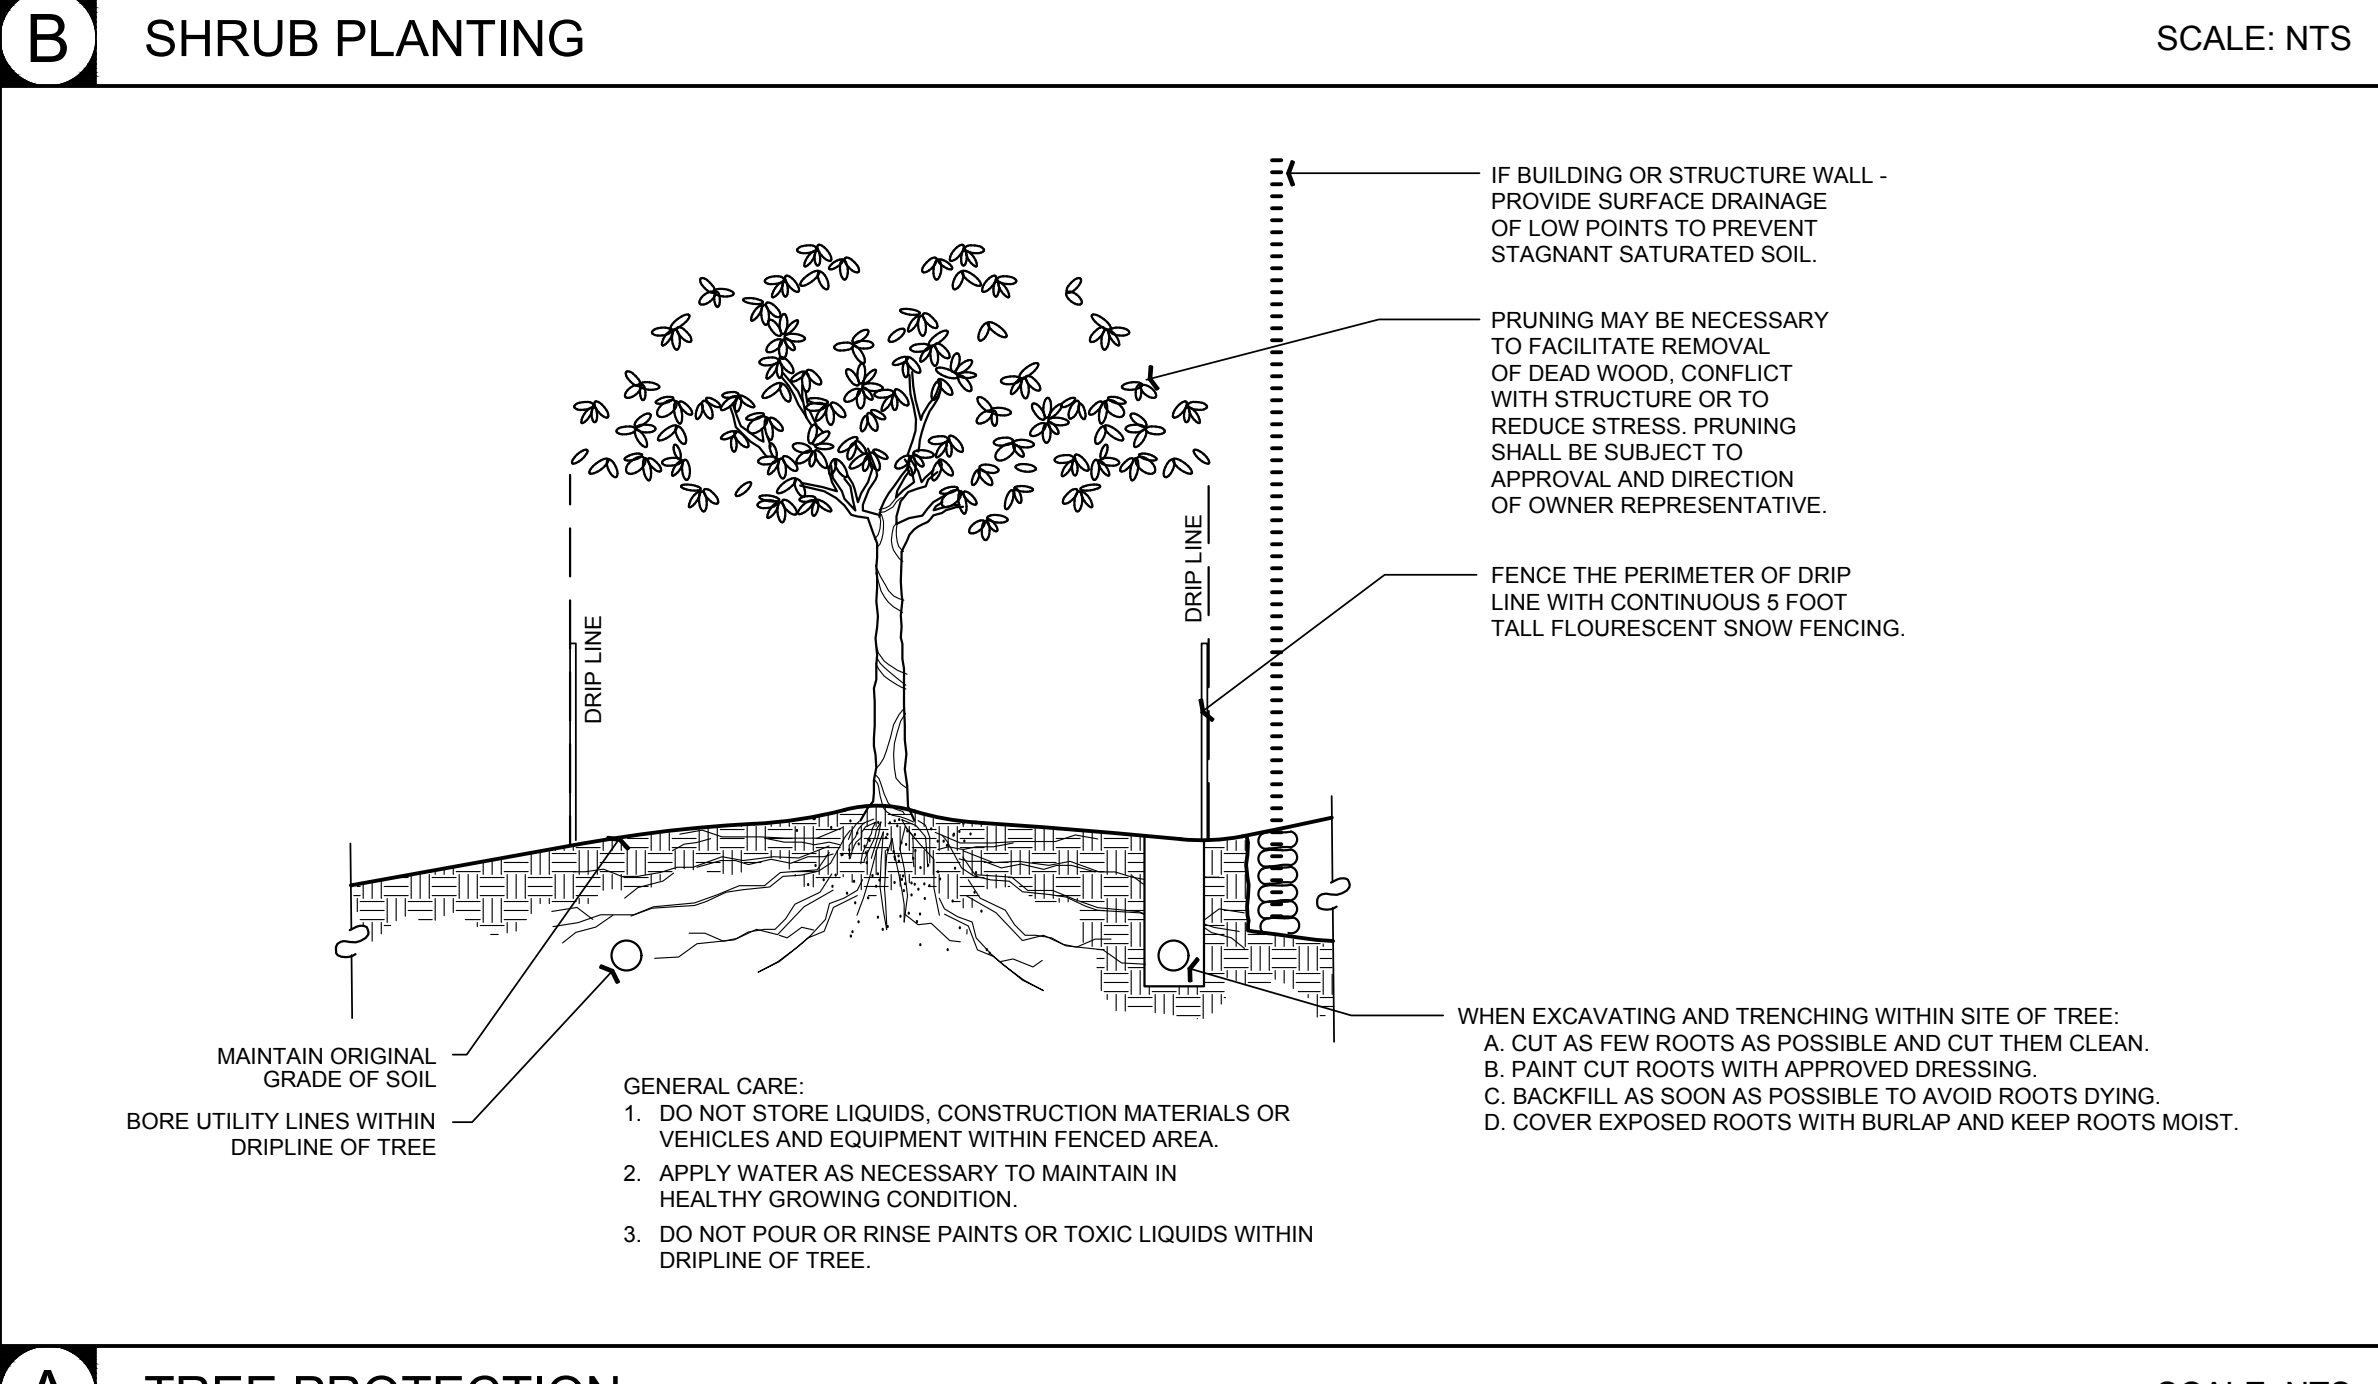 B
SHRUB PLANTING
SCALE: NTS
IF BUILDING OR STRUCTURE WALL -
PROVIDE SURFACE DRAINAGE
OF LOW POINTS TO PREVENT
STAGNANT SATURATED SOIL.
PRUNING MAY BE NECESSARY
TO FACILITATE REMOVAL
OF DEAD WOOD, CONFLICT
WITH STRUCTURE OR TO
REDUCE STRESS. PRUNING
SHALL BE SUBJECT TO
APPROVAL AND DIRECTION
OF OWNER REPRESENTATIVE.
DRIP LINE
DRIP LINE
FENCE THE PERIMETER OF DRIP
LINE WITH CONTINUOUS 5 FOOT
TALL FLOURESCENT SNOW FENCING.
MAINTAIN ORIGINAL
GRADE OF SOIL
BORE UTILITY LINES WITHIN
DRIPLINE OF TREE
GENERAL CARE:
1. DO NOT STORE LIQUIDS, CONSTRUCTION MATERIALS OR
VEHICLES AND EQUIPMENT WITHIN FENCED AREA.
2. APPLY WATER AS NECESSARY TO MAINTAIN IN
HEALTHY GROWING CONDITION.
3. DO NOT POUR OR RINSE PAINTS OR TOXIC LIQUIDS WITHIN
DRIPLINE OF TREE.
WHEN EXCAVATING AND TRENCHING WITHIN SITE OF TREE:
A. CUT AS FEW ROOTS AS POSSIBLE AND CUT THEM CLEAN.
B. PAINT CUT ROOTS WITH APPROVED DRESSING.
C. BACKFILL AS SOON AS POSSIBLE TO AVOID ROOTS DYING.
D. COVER EXPOSED ROOTS WITH BURLAP AND KEEP ROOTS MOIST.
A
TREE PROTECTION
SCALE: NTS